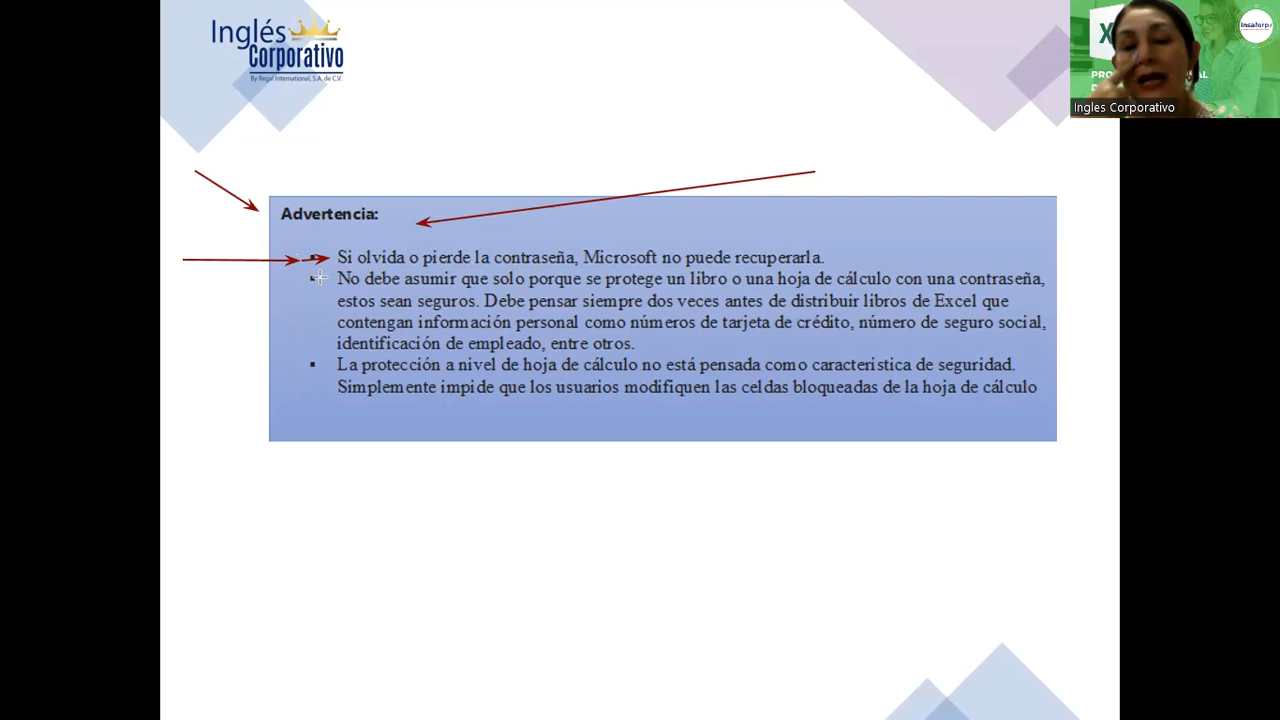 Inglés
Corporativo
By Regal International, S.A. de C.V.
Insaforp
Ingles Corporativo
Advertencia:
▪ Si olvida o pierde la contraseña, Microsoft no puede recuperarla.
▪ No debe asumir que solo porque se protege un libro o una hoja de cálculo con una contraseña,
estos sean seguros. Debe pensar siempre dos veces antes de distribuir libros de Excel que
contengan información personal como números de tarjeta de crédito, número de seguro social,
identificación de empleado, entre otros.
▪ La protección a nivel de hoja de cálculo no está pensada como característica de seguridad.
Simplemente impide que los usuarios modifiquen las celdas bloqueadas de la hoja de cálculo